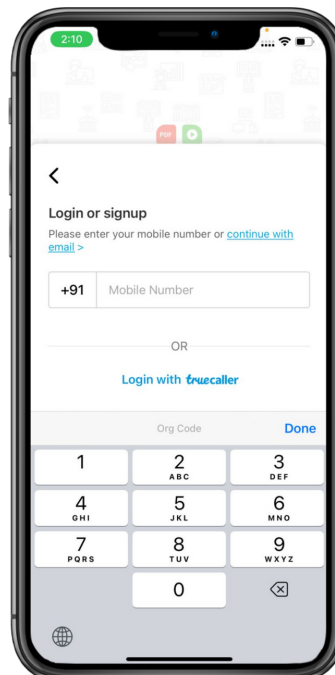 2:10
PDF
Login or signup
Please enter your mobile number or continue with
email >
+91 Mobile Number
OR
Login with truecaller
Org Code Done
1 2 3
ABC DEF
4 5 6
GHI JKL MNO
7 8 9
PQRS TUV WXYZ
0